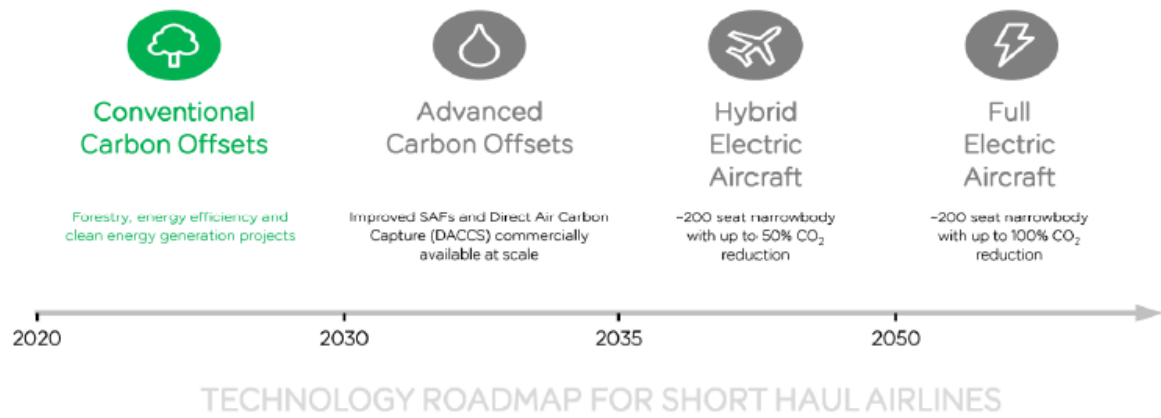 Conventional
Carbon Offsets
Forestry, energy efficiency and
clean energy generation projects
Advanced
Carbon Offsets
Improved SAFs and Direct Air Carbon
Capture (DACCS) commercially
available at scale
Hybrid
Electric
Aircraft
~200 seat narrowbody
with up to 50% CO₂
reduction
Full
Electric
Aircraft
~200 seat narrowbody
with up to 100% CO₂
reduction
2020
2030
2035
2050
TECHNOLOGY ROADMAP FOR SHORT HAUL AIRLINES